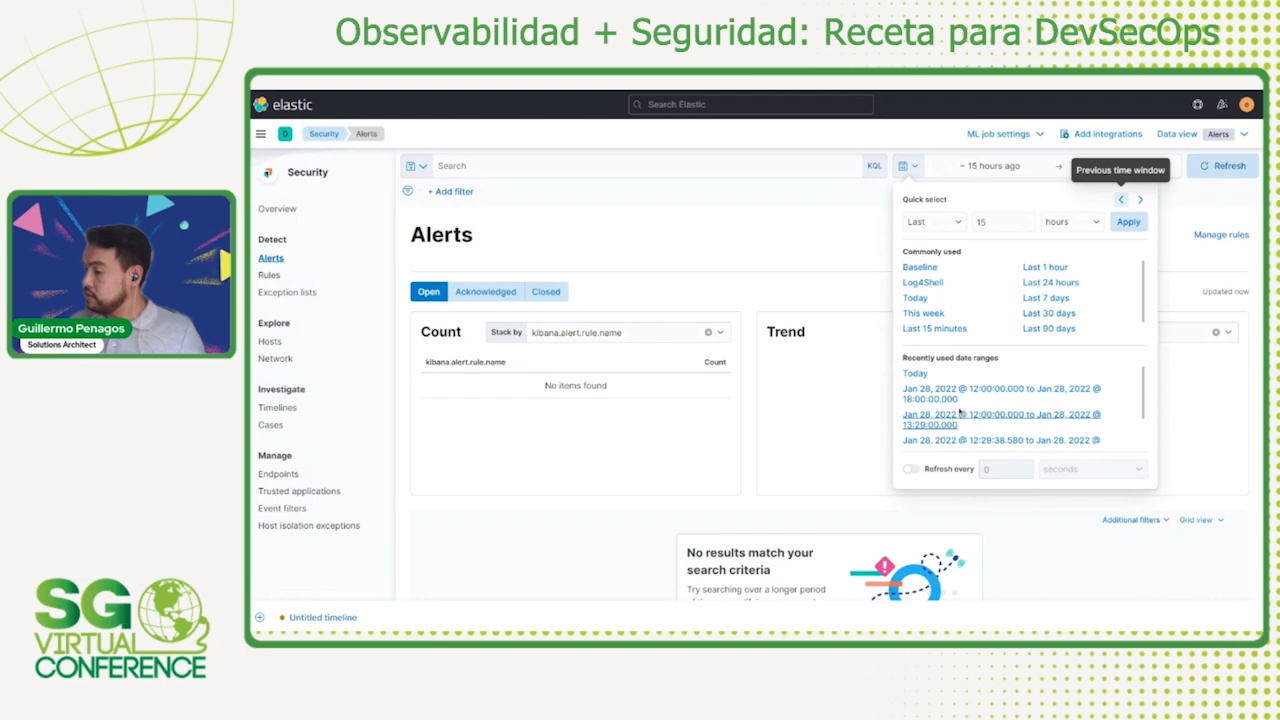 Observabilidad + Seguridad: Receta para DevSecOps
elastic
Search Elastic
e
D
Security
Alerts
ML job settings
Add integrations
Data view
Alerts
Security
Search
KQL
~ 15 hours ago
→
Previous time window
Refresh
+ Add filter
Overview
Detect
Alerts
Rules
Exception lists
Explore
Hosts
Network
Investigate
Timelines
Cases
Manage
Endpoints
Trusted applications
Event filters
Host isolation exceptions
Alerts
Manage rules
Open
Acknowledged
Closed
Updated now
Count
Stack by
kibana.alert.rule.name
kibana.alert.rule.name
Count
No items found
Trend
Quick select
Last
15
hours
Apply
Commonly used
Baseline
Last 1 hour
Log4Shell
Last 24 hours
Today
Last 7 days
This week
Last 30 days
Last 15 minutes
Last 90 days
Recently used date ranges
Today
Jan 28, 2022 @ 12:00:00.000 to Jan 28, 2022 @
18:00:00.000
Jan 28, 2022 @ 12:00:00.000 to Jan 28, 2022 @
13:29:00.000
Jan 28, 2022 @ 12:29:38.580 to Jan 28, 2022 @
Refresh every
0
seconds
Additional filters
Grid view
No results match your
search criteria
Try searching over a longer period
Untitled timeline
Guillermo Penagos
Solutions Architect
SG
VIRTUAL
CONFERENCE